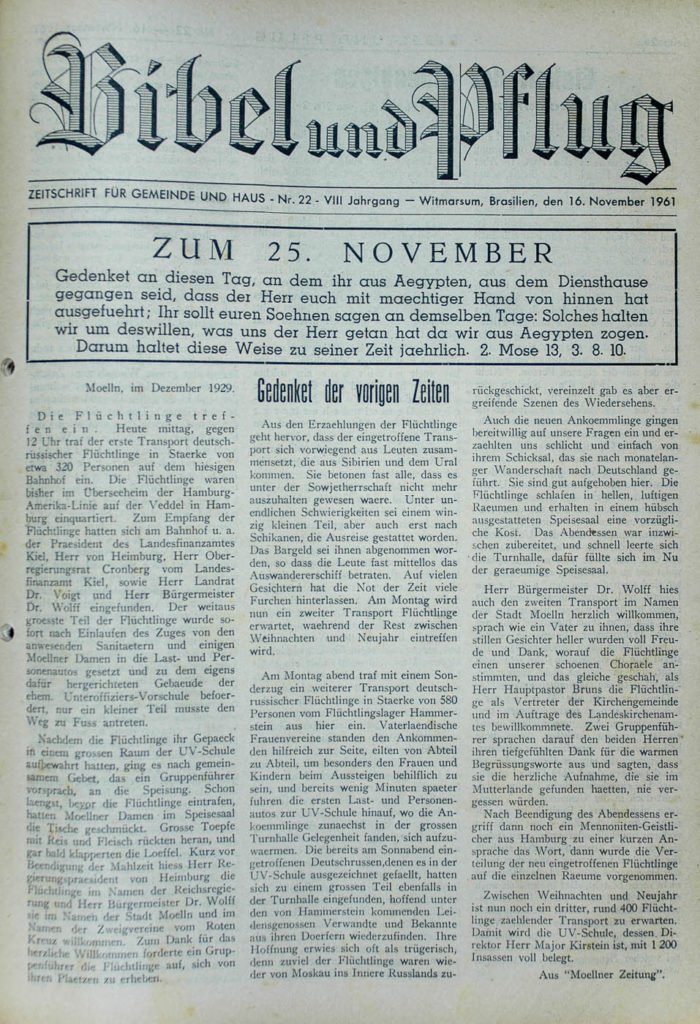 Bibel und Pflug
ZEITSCHRIFT FÜR GEMEINDE UND HAUS - Nr. 22 - VIII Jahrgang — Witmarsum, Brasilien, den 16. November 1961
ZUM 25. NOVEMBER
Gedenket an diesen Tag, an dem ihr aus Aegypten, aus dem Diensthause
gegangen seid, dass der Herr euch mit maechtiger Hand von hinnen hat
ausgefuehrt; Ihr sollt euren Soehnen sagen an demselben Tage: Solches halten
wir um deswillen, was uns der Herr getan hat da wir aus Aegypten zogen.
Darum haltet diese Weise zu seiner Zeit jaehrlich. 2. Mose 13, 3. 8. 10.
Gedenket der vorigen Zeiten
Moelln, im Dezember 1929.
Die Flüchtlinge tref-
fen ein. Heute mittag, gegen
12 Uhr traf der erste Transport deutsch-
russischer Flüchtlinge in Staerke von
etwa 320 Personen auf dem hiesigen
Bahnhof ein. Die Flüchtlinge waren
bisher im Überseeheim der Hamburg-
Amerika-Linie auf der Veddel in Ham-
burg einquartiert. Zum Empfang der
Flüchtlinge hatten sich am Bahnhof u. a.
der Praesident des Landesfinanzamtes
Kiel, Herr von Heimburg, Herr Ober-
regierungsrat Cronberg vom Landes-
finanzamt Kiel, sowie Herr Landrat
Dr. Voigt und Herr Bürgermeister
Dr. Wolff eingefunden. Der weitaus
groesste Teil der Flüchtlinge wurde so-
fort nach Einlaufen des Zuges von den
anwesenden Sanitaetern und einigen
Moellner Damen in die Last- und Per-
sonenautos gesetzt und zu dem eigens
dafür hergerichteten Gebaeude der
ehem. Unteroffiziers-Vorschule befoer-
dert, nur ein kleiner Teil musste den
Weg zu Fuss antreten.
Nachdem die Flüchtlinge ihr Gepaeck
in einem grossen Raum der UV-Schule
aufbewahrt hatten, ging es nach gemein-
samem Gebet, das ein Gruppenführer
vorsprach, an die Speisung. Schon
laengst, bevor die Flüchtlinge eintrafen,
hatten Moellner Damen im Speisesaal
die Tische geschmückt. Grosse Toepfe
mit Reis und Fleisch rückten heran, und
gar bald klapperten die Loeffel. Kurz vor
Beendigung der Mahlzeit hiess Herr Re-
gierungspraesident von Heimburg die
Flüchtlinge im Namen der Reichsregie-
rung und Herr Bürgermeister Dr. Wolff
sie im Namen der Stadt Moelln und im
Namen der Zweigvereine vom Roten
Kreuz willkommen. Zum Dank für das
herzliche Willkommen forderte ein Grup-
penführer die Flüchtlinge auf, sich von
ihren Plaetzen zu erheben.
Aus den Erzaehlungen der Flüchtlinge
geht hervor, dass der eingetroffene Trans-
port sich vorwiegend aus Leuten zusam-
mensetzt, die aus Sibirien und dem Ural
kommen. Sie betonen fast alle, dass es
unter der Sowjetherrschaft nicht mehr
auszuhalten gewesen waere. Unter un-
endlichen Schwierigkeiten sei einem win-
zig kleinen Teil, aber auch erst nach
Schikanen, die Ausreise gestattet worden.
Das Bargeld sei ihnen abgenommen wor-
den, so dass die Leute fast mittellos das
Auswandererschiff betraten. Auf vielen
Gesichtern hat die Not der Zeit viele
Furchen hinterlassen. Am Montag wird
nun ein zweiter Transport Flüchtlinge
erwartet, waehrend der Rest zwischen
Weihnachten und Neujahr eintreffen
wird.
Am Montag abend traf mit einem Son-
derzug ein weiterer Transport deutsch-
russischer Flüchtlinge in Staerke von 580
Personen vom Flüchtlingslager Hammer-
stein aus hier ein. Vaterlaendische
Frauenvereine standen den Ankommen-
den hilfreich zur Seite, eilten von Abteil
zu Abteil, um besonders den Frauen und
Kindern beim Aussteigen behilflich zu
sein, und bereits wenig Minuten spaeter
fuhren die ersten Last- und Personen-
autos zur UV-Schule hinauf, wo die An-
koemmlinge zunaechst in der grossen
Turnhalle Gelegenheit fanden, sich aufzu-
waermen. Die bereits am Sonnabend ein-
getroffenen Deutschrussen,denen es in der
UV-Schule ausgezeichnet gefaellt, hatten
sich zu einem grossen Teil ebenfalls in
der Turnhalle eingefunden, hoffend unter
den von Hammerstein kommenden Lei-
densgenossen Verwandte und Bekannte
aus ihren Doerfern wiederzufinden. Ihre
Hoffnung erwies sich oft als trügerisch,
denn zuviel der Flüchtlinge waren wie-
der von Moskau ins Innere Russlands zu-
rückgeschickt, vereinzelt gab es aber er-
greifende Szenen des Wiedersehens.
Auch die neuen Ankoemmlinge gingen
bereitwillig auf unsere Fragen ein und er-
zaehlten uns schlicht und einfach von
ihrem Schicksal, das sie nach monatelan-
ger Wanderschaft nach Deutschland ge-
führt. Sie sind gut aufgehoben hier. Die
Flüchtlinge schlafen in hellen, luftigen
Raeumen und erhalten in einem hübsch
ausgestatteten Speisesaal eine vorzügli-
che Kost. Das Abendessen war inzwi-
schen zubereitet, und schnell leerte sich
die Turnhalle, dafür füllte sich im Nu
der geraeumige Speisesaal.
Herr Bürgermeister Dr. Wolff hies
auch den zweiten Transport im Namen
der Stadt Moelln herzlich willkommen,
sprach wie ein Vater zu ihnen, dass ihre
stillen Gesichter heller wurden voll Freu-
de und Dank, worauf die Flüchtlinge
einen unserer schoenen Choraele an-
stimmten, und das gleiche geschah, als
Herr Hauptpastor Bruns die Flüchtlin-
ge als Vertreter der Kirchengemeinde
und im Auftrage des Landeskirchenam-
tes bewillkommnete. Zwei Gruppenfüh-
rer sprachen darauf den beiden Herren
ihren tiefgefühlten Dank für die warmen
Begrüssungsworte aus und sagten, dass
sie die herzliche Aufnahme, die sie im
Mutterlande gefunden haetten, nie ver-
gessen würden.
Nach Beendigung des Abendessens er-
griff dann noch ein Mennoniten-Geistli-
cher aus Hamburg zu einer kurzen An-
sprache das Wort, dann wurde die Ver-
teilung der neu eingetroffenen Flüchtlinge
auf die einzelnen Raeume vorgenommen.
Zwischen Weihnachten und Neujahr
ist nun noch ein dritter, rund 400 Flücht-
linge zaehlender Transport zu erwarten.
Damit wird die UV-Schule, dessen Di-
rektor Herr Major Kirstein ist, mit 1 200
Insassen voll belegt.
Aus "Moellner Zeitung".